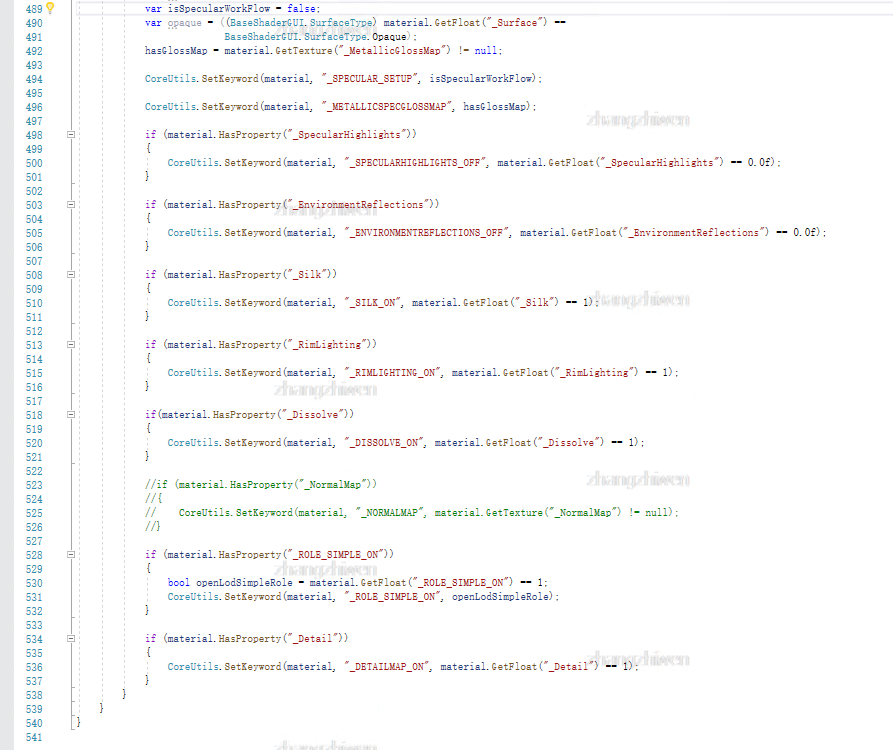 489 var isSpecularWorkFlow = false;
490 var opaque = ((BaseShaderGUI.SurfaceType) material.GetFloat("_Surface") ==
491 BaseShaderGUI.SurfaceType.Opaque);
492 hasGlossMap = material.GetTexture("_MetallicGlossMap") != null;
493
494 CoreUtils.SetKeyword(material, "_SPECULAR_SETUP", isSpecularWorkFlow);
495
496 CoreUtils.SetKeyword(material, "_METALLICSPECGLOSSMAP", hasGlossMap);
497
498 if (material.HasProperty("_SpecularHighlights"))
499 {
500 CoreUtils.SetKeyword(material, "_SPECULARHIGHLIGHTS_OFF", material.GetFloat("_SpecularHighlights") == 0.0f);
501 }
502
503 if (material.HasProperty("_EnvironmentReflections"))
504 {
505 CoreUtils.SetKeyword(material, "_ENVIRONMENTREFLECTIONS_OFF", material.GetFloat("_EnvironmentReflections") == 0.0f);
506 }
507
508 if (material.HasProperty("_Silk"))
509 {
510 CoreUtils.SetKeyword(material, "_SILK_ON", material.GetFloat("_Silk") == 1);
511 }
512
513 if (material.HasProperty("_RimLighting"))
514 {
515 CoreUtils.SetKeyword(material, "_RIMLIGHTING_ON", material.GetFloat("_RimLighting") == 1);
516 }
517
518 if(material.HasProperty("_Dissolve"))
519 {
520 CoreUtils.SetKeyword(material, "_DISSOLVE_ON", material.GetFloat("_Dissolve") == 1);
521 }
522
523 //if (material.HasProperty("_NormalMap"))
524 //{
525 // CoreUtils.SetKeyword(material, "_NORMALMAP", material.GetTexture("_NormalMap") != null);
526 //}
527
528 if (material.HasProperty("_ROLE_SIMPLE_ON"))
529 {
530 bool openLodSimpleRole = material.GetFloat("_ROLE_SIMPLE_ON") == 1;
531 CoreUtils.SetKeyword(material, "_ROLE_SIMPLE_ON", openLodSimpleRole);
532 }
533
534 if (material.HasProperty("_Detail"))
535 {
536 CoreUtils.SetKeyword(material, "_DETAILMAP_ON", material.GetFloat("_Detail") == 1);
537 }
538 }
539 }
540 }
541
zhangzhiwen
zhangzhiwen
zhangzhiwen
zhangzhiwen
zhangzhiwen
zhangzhiwen
zhangzhiwen
zhangzhiwen
zhangzhiwen